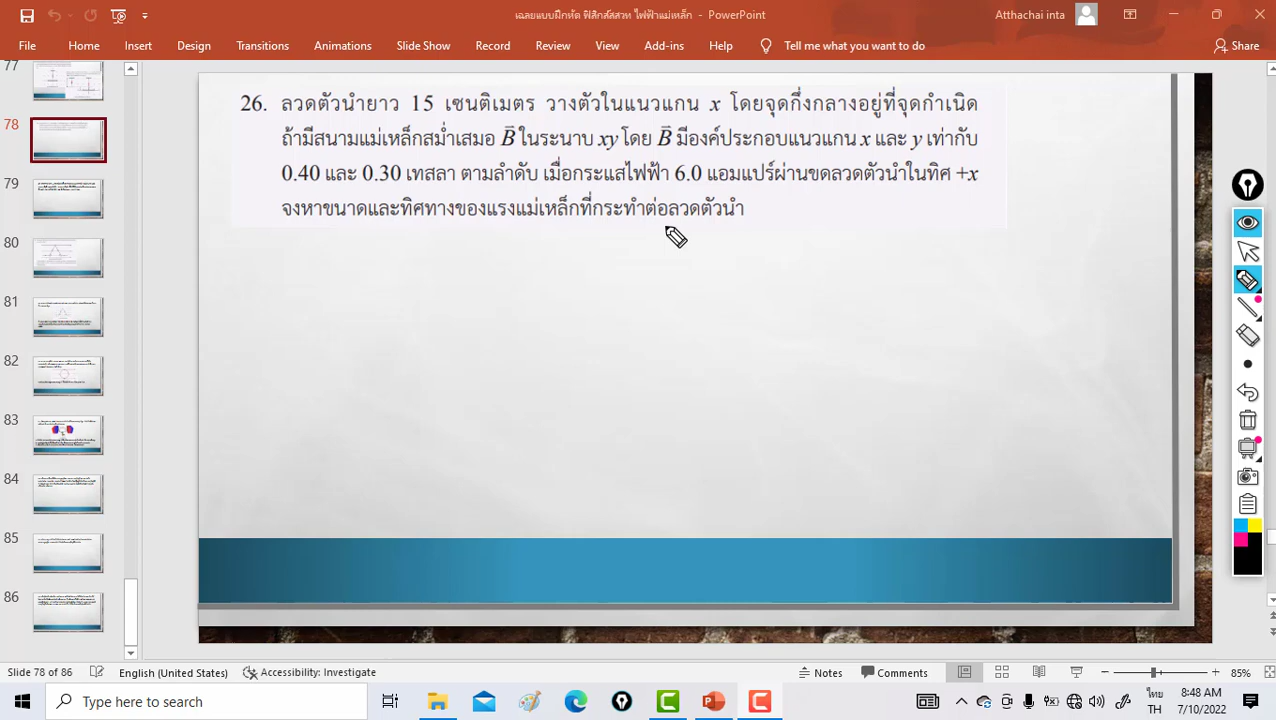 เฉลยแบบฝึกหัด ฟิสิกส์สสวท ไฟฟ้าแม่เหล็ก - PowerPoint
Atthachai inta
File Home Insert Design Transitions Animations Slide Show Record Review View Add-ins Help Tell me what you want to do
Share
77
78
79
80
81
82
83
84
85
86
26. ลวดตัวนำยาว 15 เซนติเมตร วางตัวในแนวแกน x โดยจุดกึ่งกลางอยู่ที่จุดกำเนิด
ถ้ามีสนามแม่เหล็กสม่ำเสมอ B⃗ ในระนาบ xy โดย B⃗ มีองค์ประกอบแนวแกน x และ y เท่ากับ
0.40 และ 0.30 เทสลา ตามลำดับ เมื่อกระแสไฟฟ้า 6.0 แอมแปร์ผ่านขดลวดตัวนำในทิศ +x
จงหาขนาดและทิศทางของแรงแม่เหล็กที่กระทำต่อลวดตัวนำ
Slide 78 of 86 English (United States) Accessibility: Investigate Notes Comments 85%
Type here to search
ไทย 8:48 AM
TH 7/10/2022